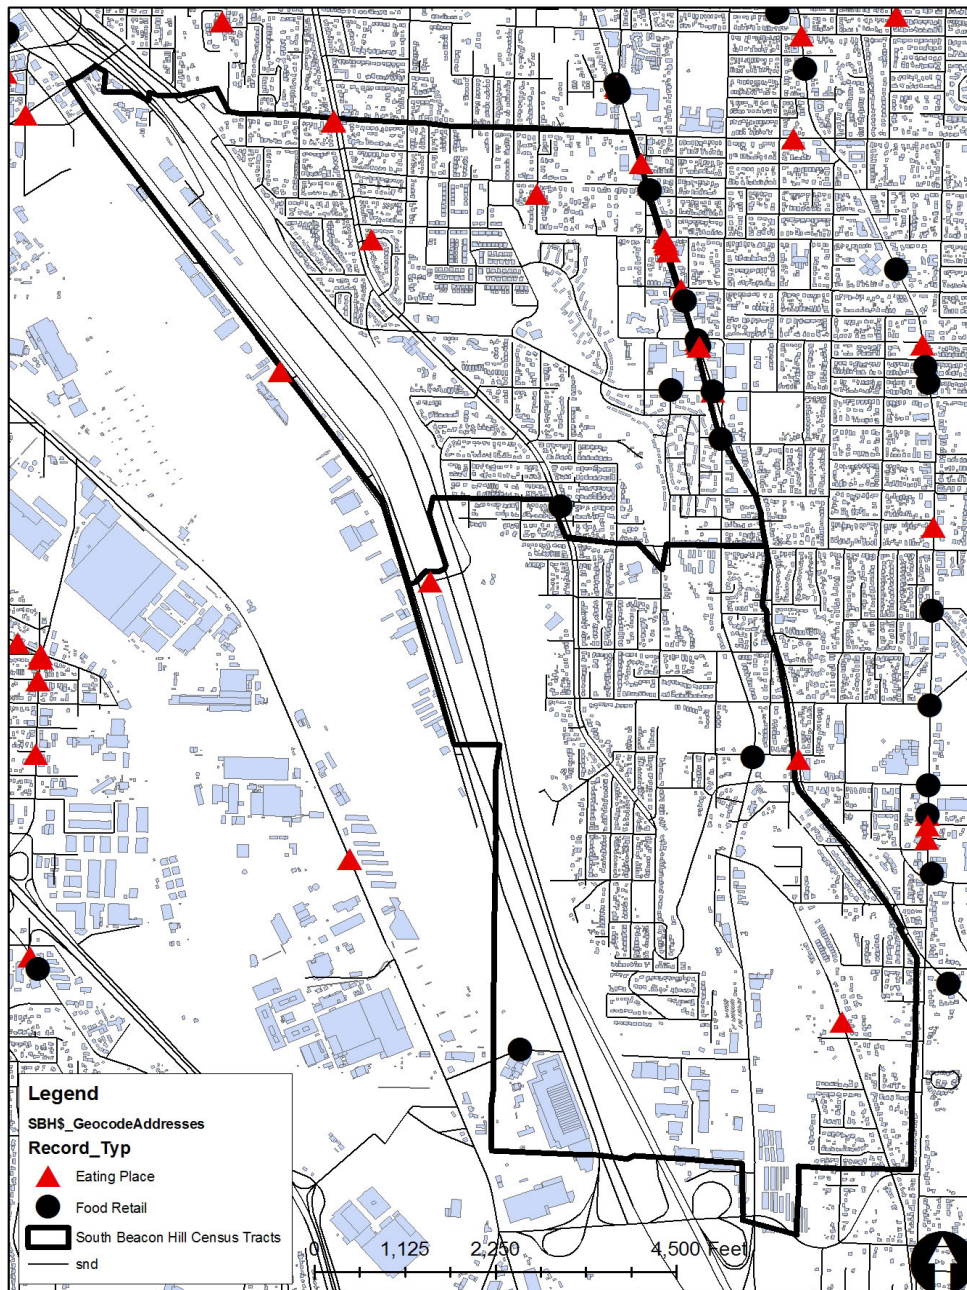 Legend
SBH$_GeocodeAddresses
Record_Typ
Eating Place
Food Retail
South Beacon Hill Census Tracts
snd
0 1,125 2,250 4,500 Feet